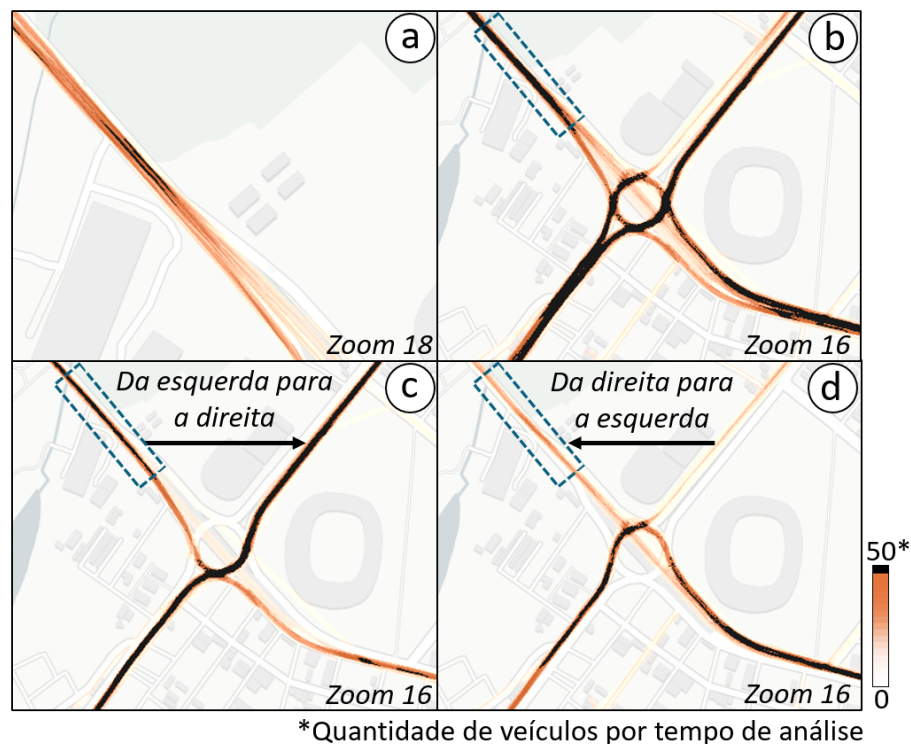 a
b
Zoom 18
Zoom 16
c
Da esquerda para
a direita
d
Da direita para
a esquerda
50*
0
Zoom 16
Zoom 16
*Quantidade de veículos por tempo de análise